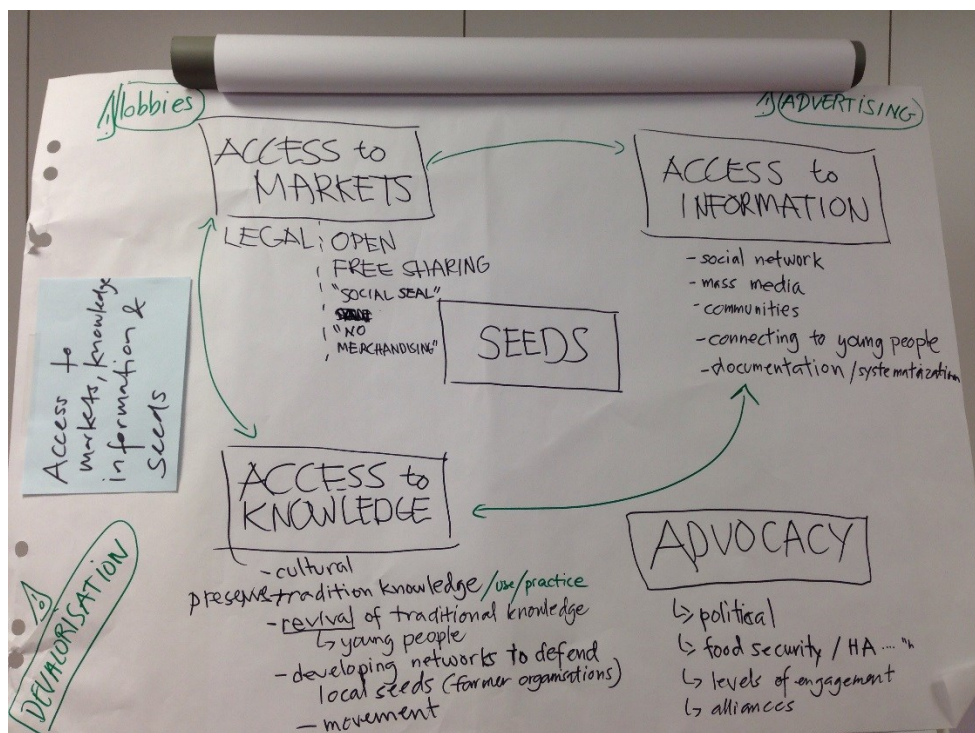 lobbies
ADVERTISING
ACCESS to
MARKETS
LEGAL: OPEN
FREE SHARING
"SOCIAL SEAL"
"NO
MERCHANDISING"
ACCESS to
INFORMATION
- social network
- mass media
- communities
- connecting to young people
- documentation / systematization
SEEDS
Access to
markets, knowledge
information &
seeds
ACCESS to
KNOWLEDGE
- cultural
preserve tradition knowledge /use/practice
- revival of traditional knowledge
↳ young people
- developing networks to defend
local seeds (farmer organisations)
- movement
ADVOCACY
↳ political
↳ food security / HA ....
↳ levels of engagement
↳ alliances
DEVALORISATION